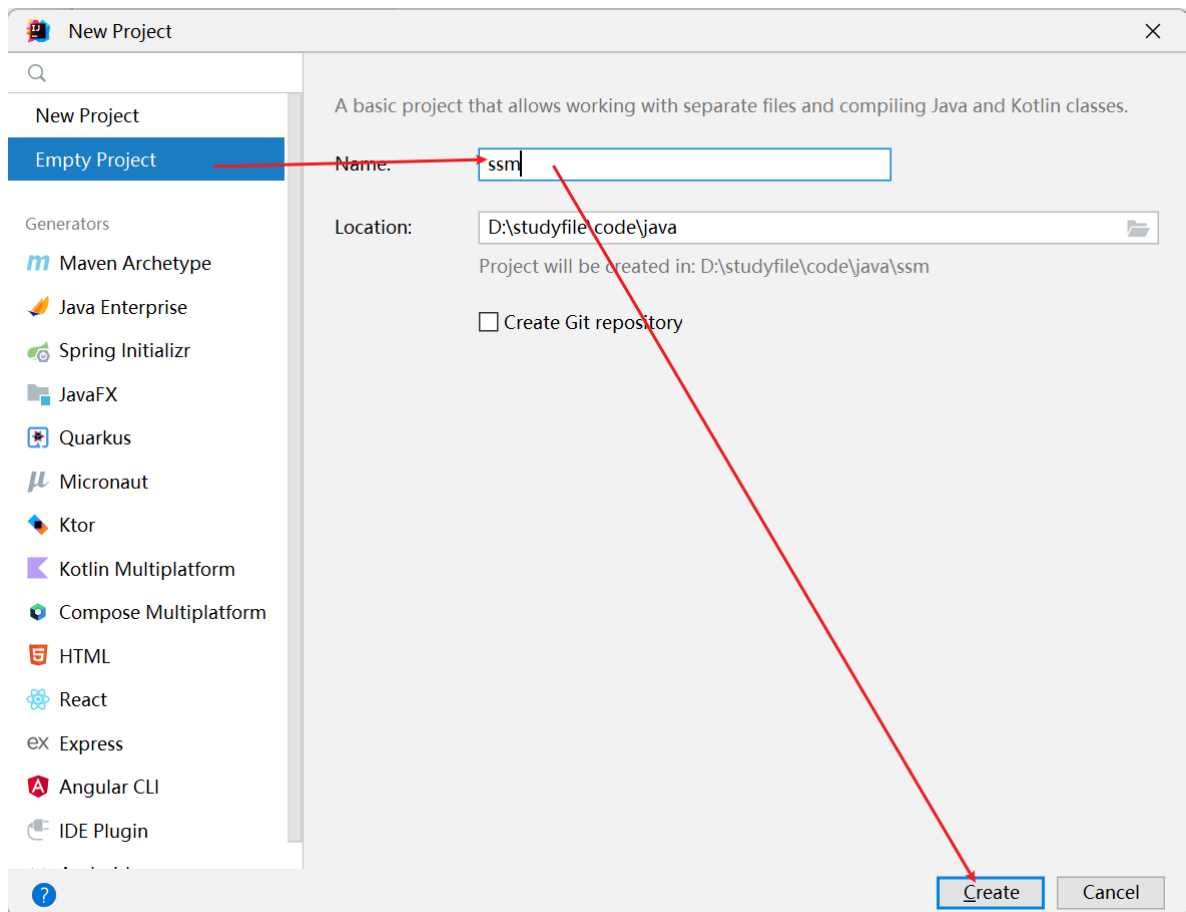 New Project
New Project
Empty Project
Generators
Maven Archetype
Java Enterprise
Spring Initializr
JavaFX
Quarkus
Micronaut
Ktor
Kotlin Multiplatform
Compose Multiplatform
HTML
React
ex Express
Angular CLI
IDE Plugin
A basic project that allows working with separate files and compiling Java and Kotlin classes.
Name: ssm
Location: D:\studyfile\code\java
Project will be created in: D:\studyfile\code\java\ssm
Create Git repository
? Create Cancel